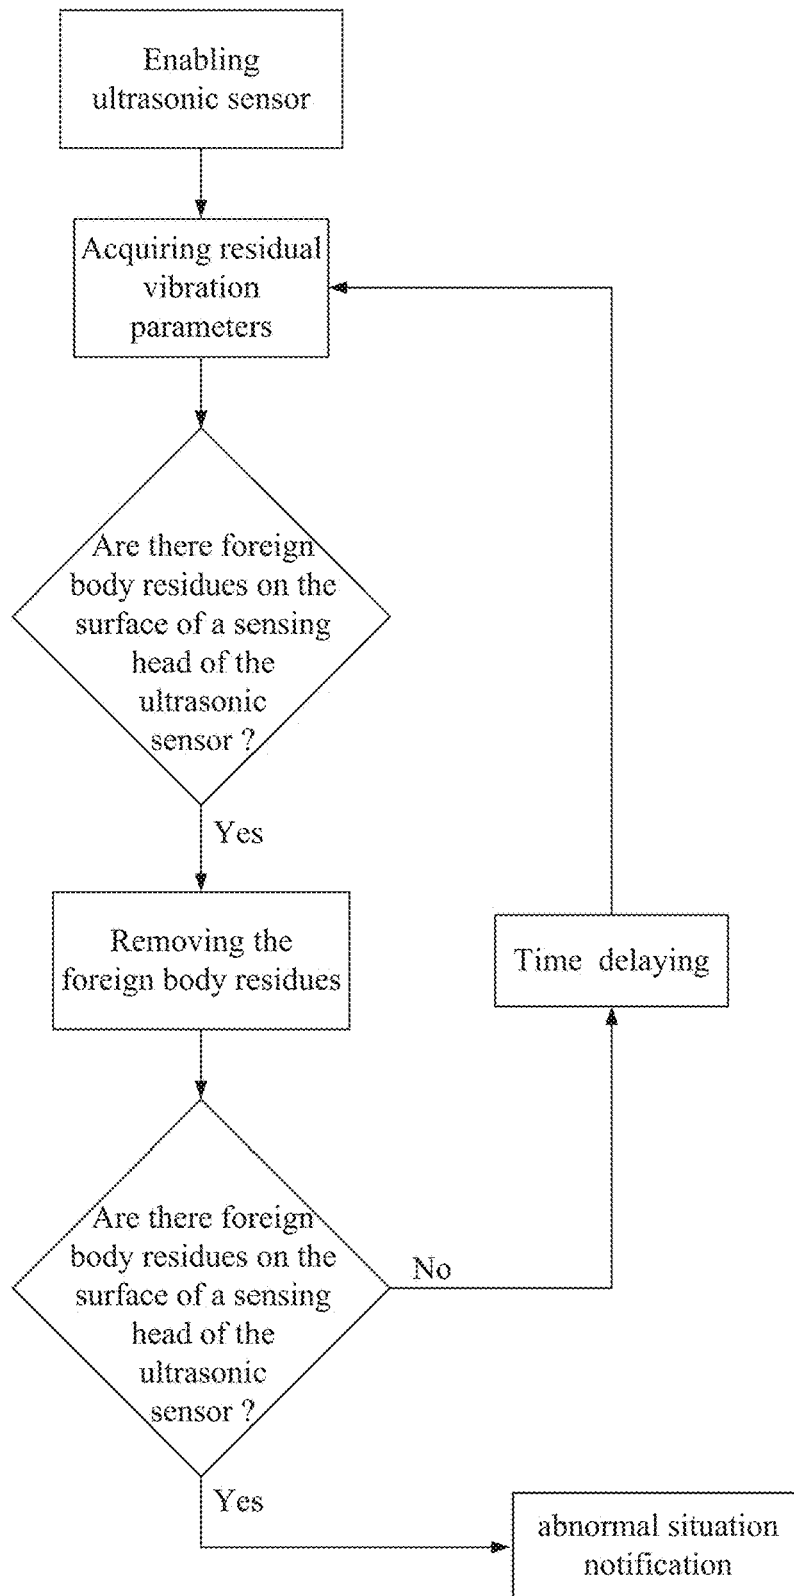 Enabling
ultrasonic sensor
Acquiring residual
vibration
parameters
Are there foreign
body residues on the
surface of a sensing
head of the
ultrasonic
sensor ?
Yes
Removing the
foreign body residues
Time delaying
Are there foreign
body residues on the
surface of a sensing
head of the
ultrasonic
sensor ?
No
Yes
abnormal situation
notification